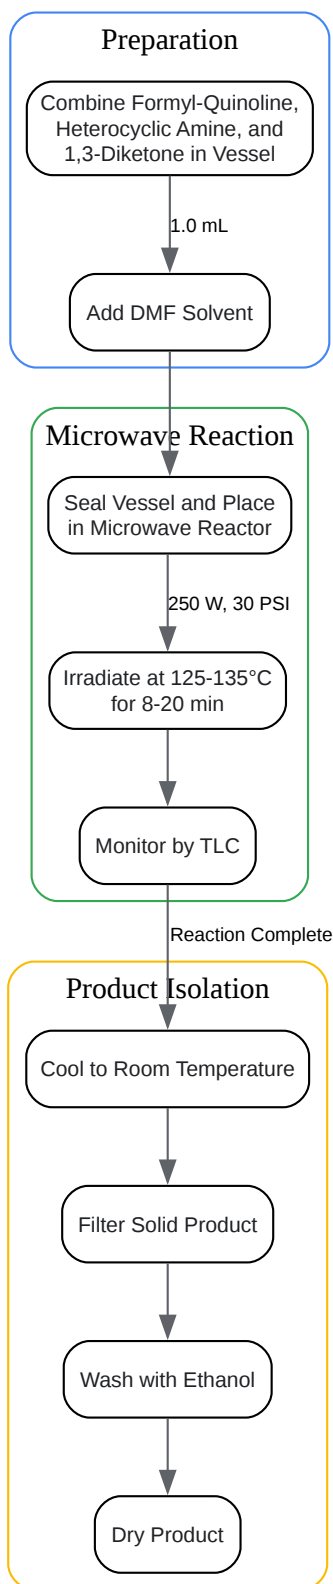 Preparation
Combine Formyl-Quinoline,
Heterocyclic Amine, and
1,3-Diketone in Vessel
1.0 mL
Add DMF Solvent
Microwave Reaction
Seal Vessel and Place
in Microwave Reactor
250 W, 30 PSI
Irradiate at 125-135°C
for 8-20 min
Monitor by TLC
Reaction Complete
Product Isolation
Cool to Room Temperature
Filter Solid Product
Wash with Ethanol
Dry Product